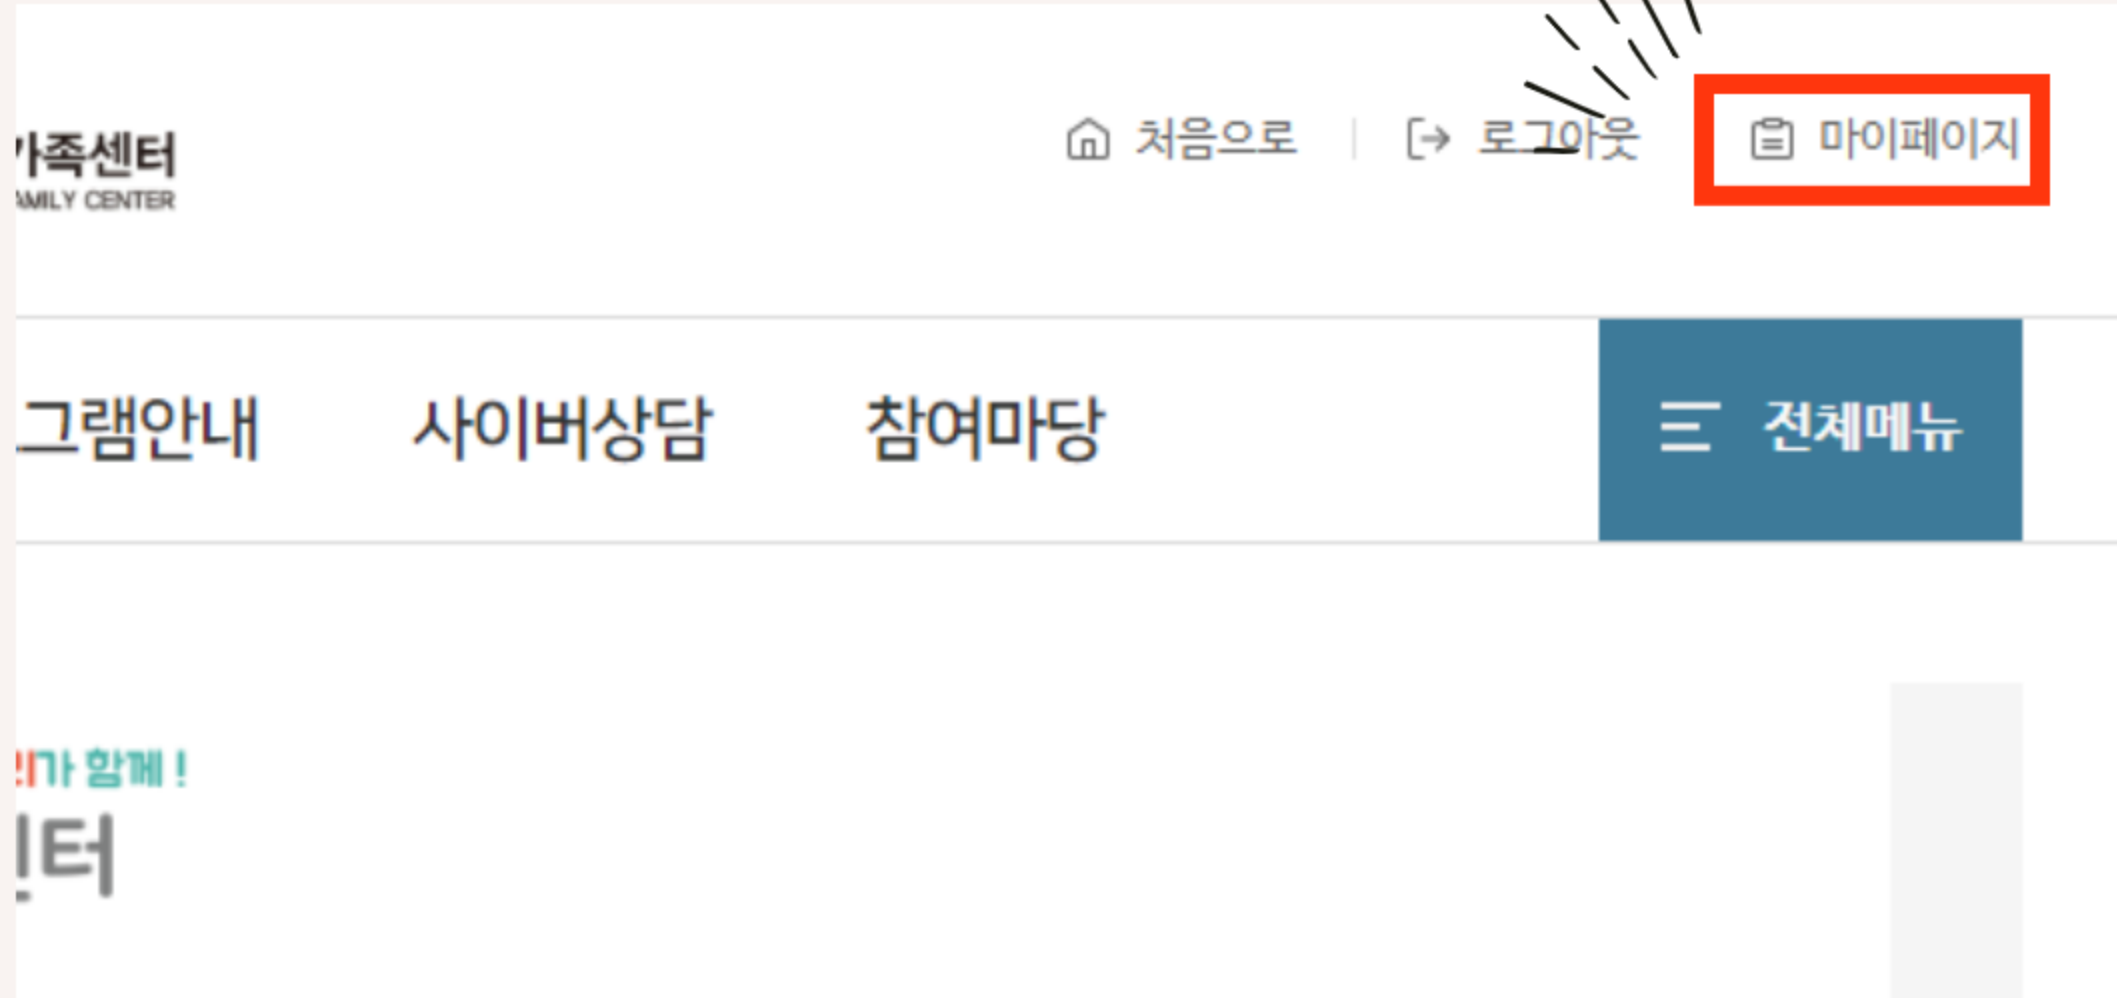 가족센터
AMILY CENTER
처음으로
로그아웃
마이페이지
그램안내
사이버상담
참여마당
전체메뉴
가 함께 !
터